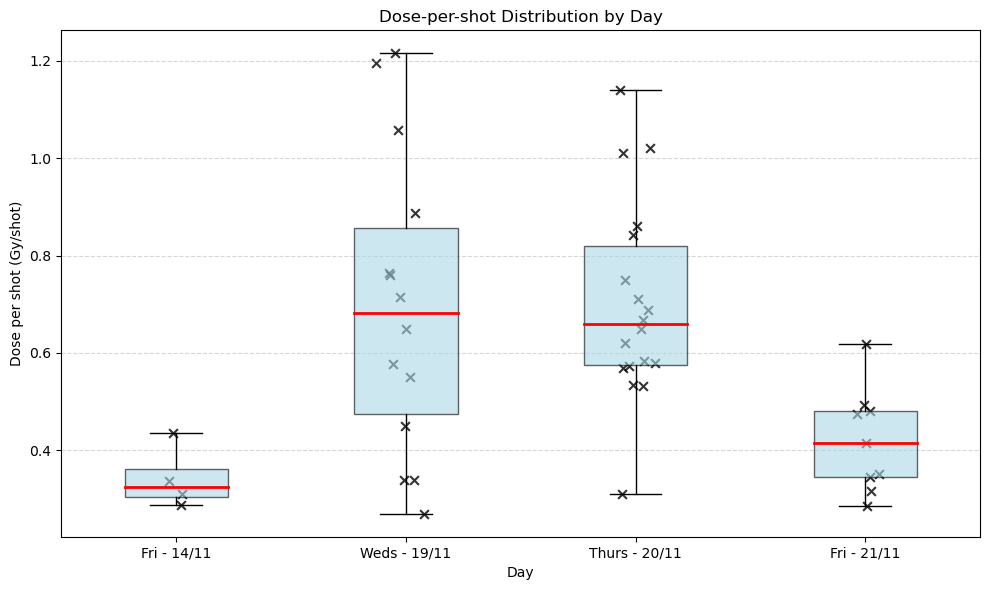 Dose-per-shot Distribution by Day
Dose per shot (Gy/shot)
1.2
1.0
0.8
0.6
0.4
Fri - 14/11
Weds - 19/11
Thurs - 20/11
Fri - 21/11
Day